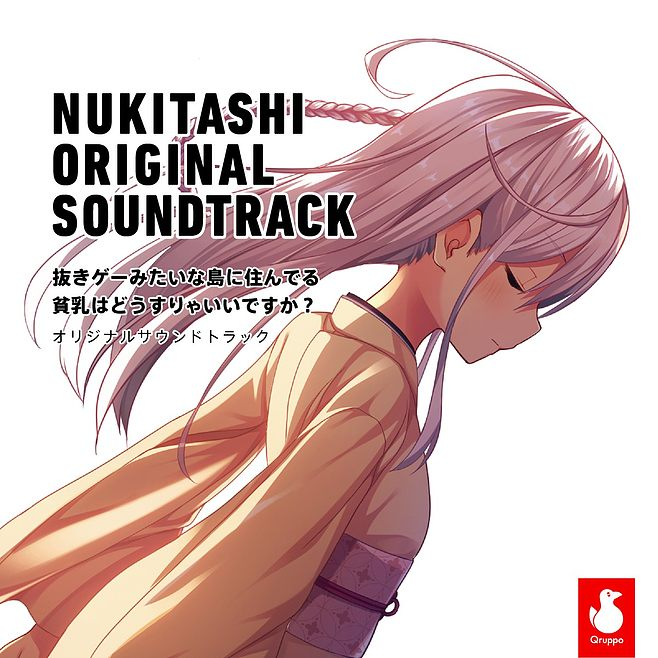 NUKITASHI
ORIGINAL
SOUNDTRACK
抜きゲーみたいな島に住んでる
貧乳はどうすりゃいいですか？
オリジナルサウンドトラック
Qruppo